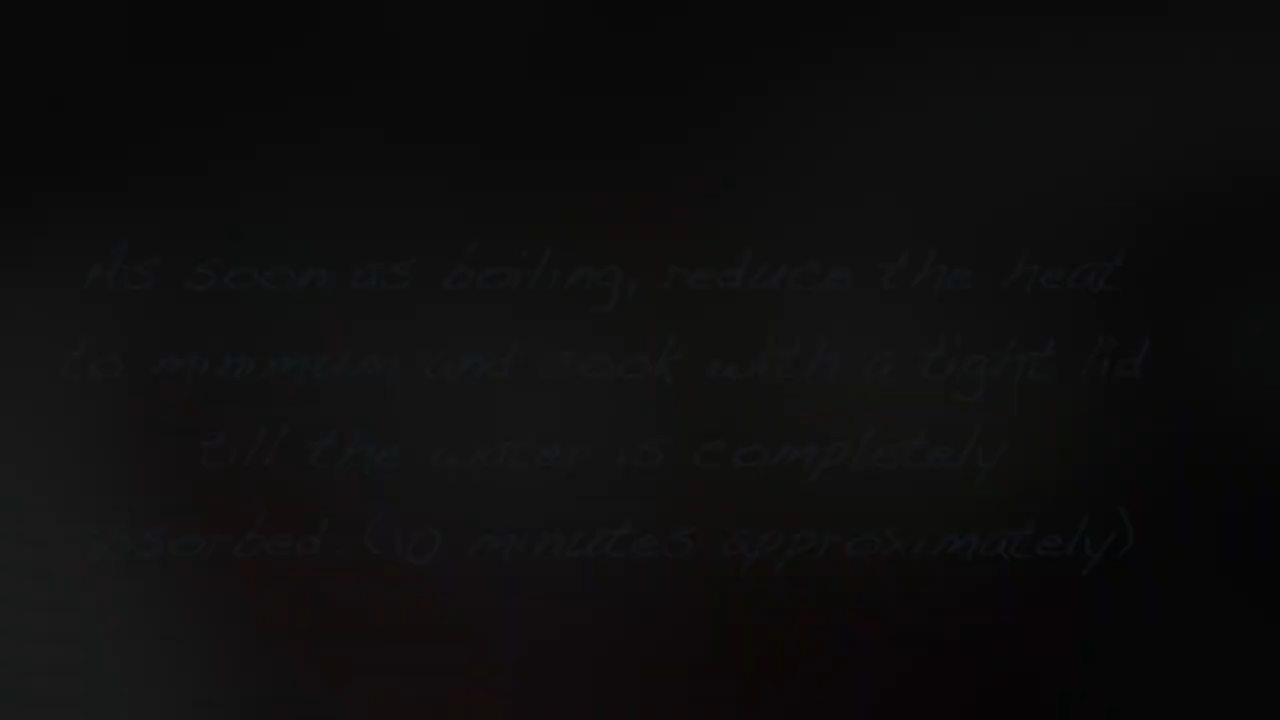 As soon as boiling, reduce the heat
to minimum and cook with a tight lid
till the water is completely
absorbed (10 minutes approximately)